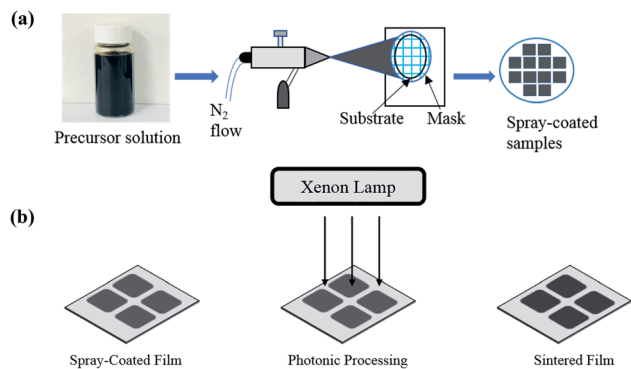 (a)
N2
flow
Precursor solution
Substrate
Mask
Spray-coated
samples
Xenon Lamp
(b)
Spray-Coated Film
Photonic Processing
Sintered Film